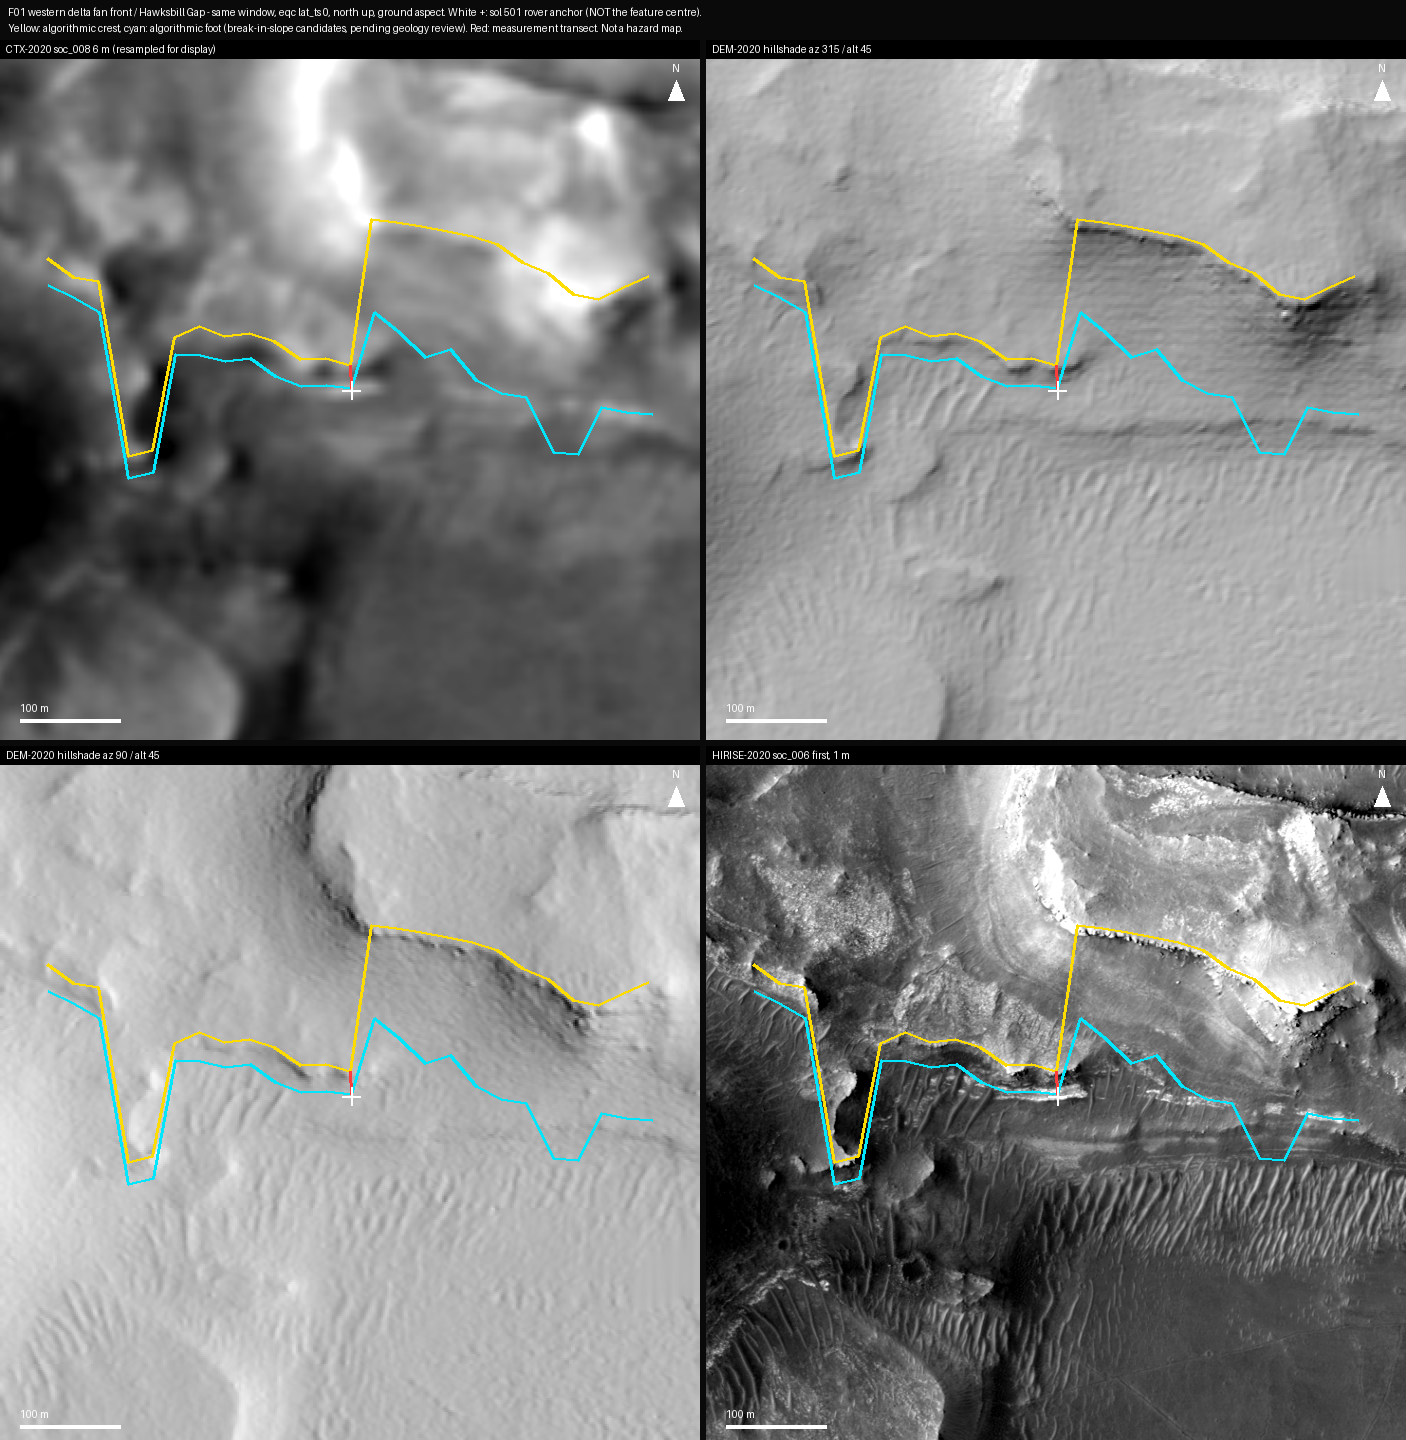 F01 western delta fan front / Hawksbill Gap - same window, eqc lat_ts 0, north up, ground aspect. White +: sol 501 rover anchor (NOT the feature centre).
Yellow: algorithmic crest, cyan: algorithmic foot (break-in-slope candidates, pending geology review). Red: measurement transect. Not a hazard map.
CTX-2020 soc_008 6 m (resampled for display)
DEM-2020 hillshade az 315 / alt 45
N
N
100 m
100 m
DEM-2020 hillshade az 90 / alt 45
HIRISE-2020 soc_006 first, 1 m
N
N
100 m
100 m